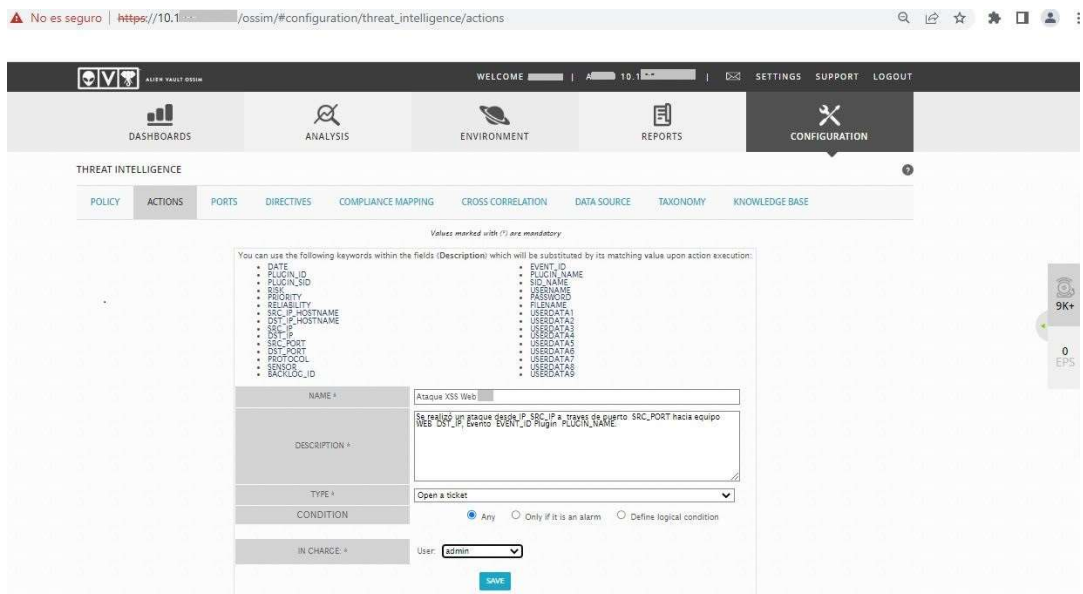 No es seguro | https://10.1 /ossim/#configuration/threat_intelligence/actions
ALIEN VAULT OSSIM
WELCOME | A 10.1 | SETTINGS SUPPORT LOGOUT
DASHBOARDS ANALYSIS ENVIRONMENT REPORTS CONFIGURATION
THREAT INTELLIGENCE
POLICY ACTIONS PORTS DIRECTIVES COMPLIANCE MAPPING CROSS CORRELATION DATA SOURCE TAXONOMY KNOWLEDGE BASE
Values marked with (*) are mandatory
You can use the following keywords within the fields (Description) which will be substituted by its matching value upon action execution:
DATE
PLUGIN_ID
PLUGIN_SID
RISK
PRIORITY
RELIABILITY
SRC_IP_HOSTNAME
DST_IP_HOSTNAME
SRC_IP
DST_IP
SRC_PORT
DST_PORT
PROTOCOL
SENSOR
BACKLOG_ID
EVENT_ID
PLUGIN_NAME
SID_NAME
USERNAME
PASSWORD
FILENAME
USERDATA1
USERDATA2
USERDATA3
USERDATA4
USERDATA5
USERDATA6
USERDATA7
USERDATA8
USERDATA9
9K+
0
EPS
NAME * Ataque XSS Web
DESCRIPTION * Se realizó un ataque desde IP SRC_IP a traves de puerto SRC_PORT hacia equipo
WEB DST_IP, Evento EVENT_ID Plugin PLUGIN_NAME.
TYPE * Open a ticket
CONDITION Any Only if it is an alarm Define logical condition
IN CHARGE: * User: admin
SAVE